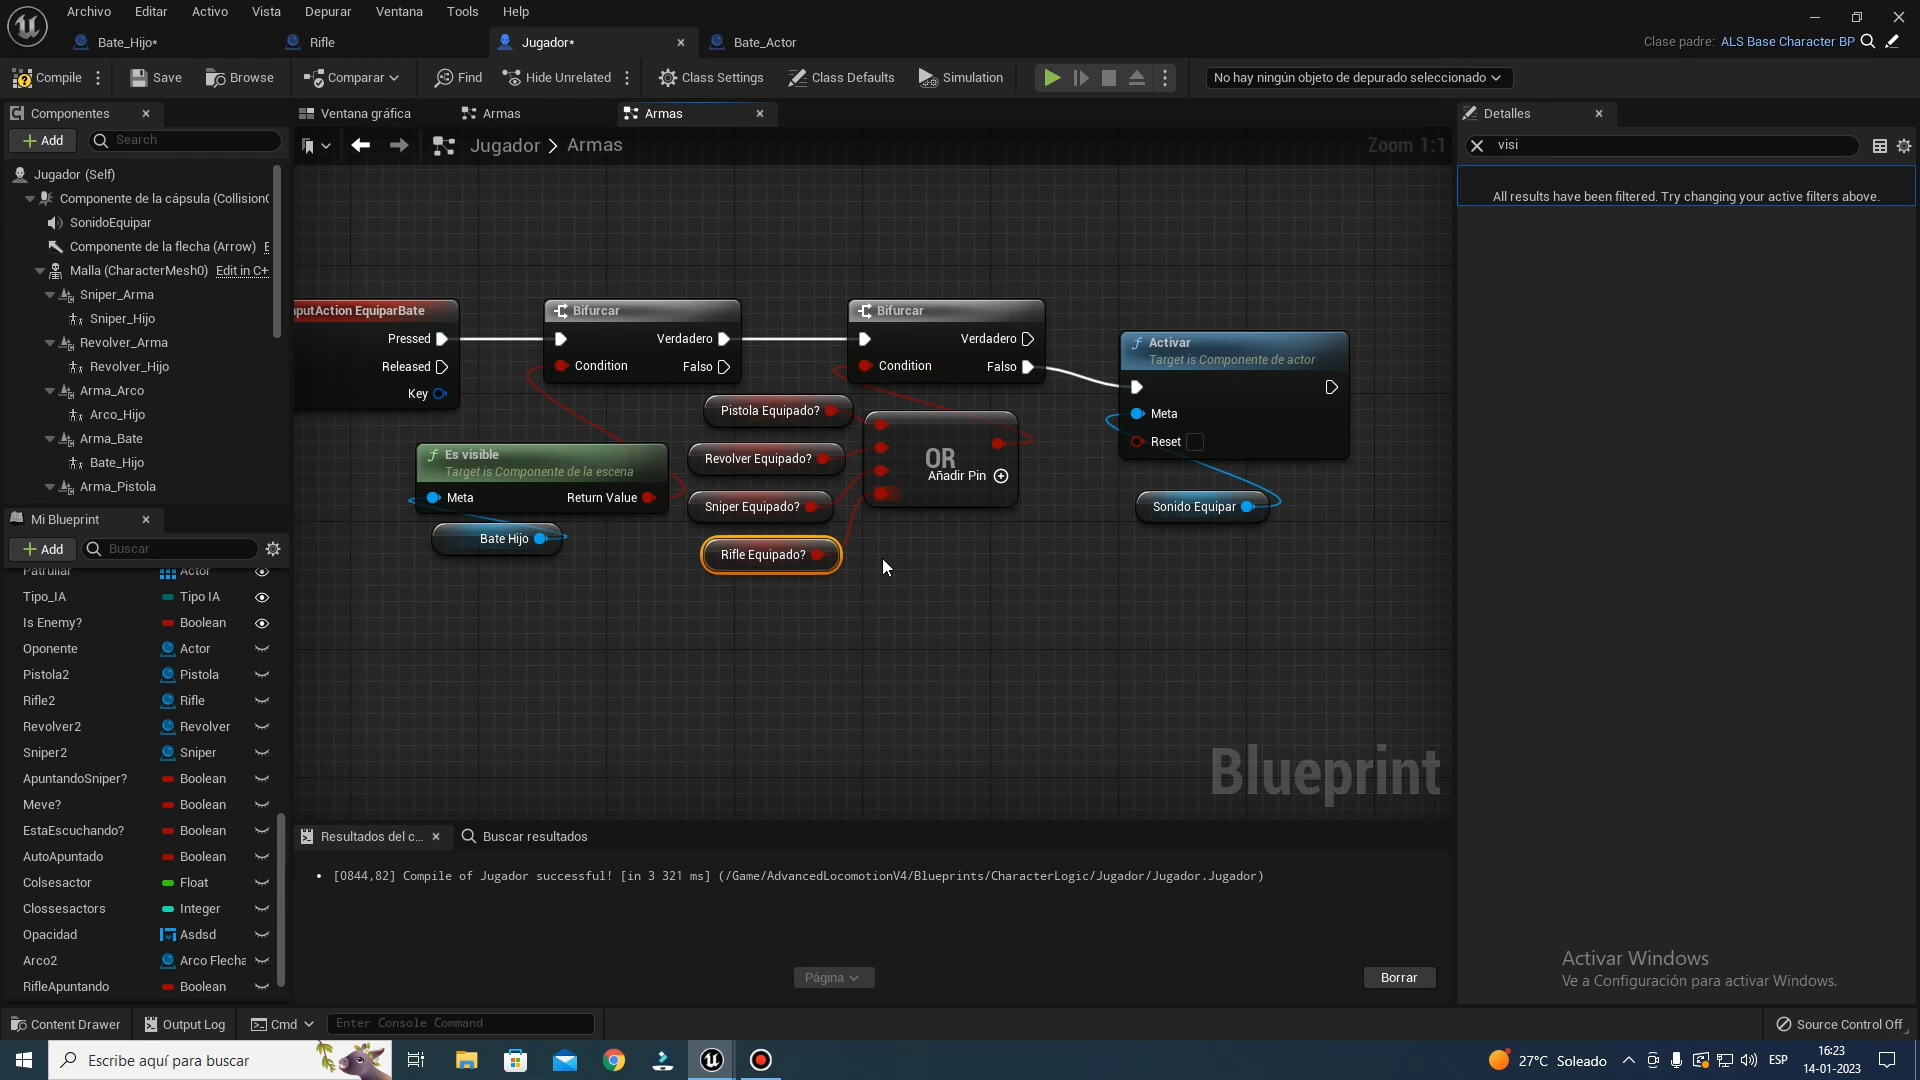 Archivo Editar Activo Vista Depurar Ventana Tools Help
Bate_Hijo*
Rifle
Jugador*
Bate_Actor
Clase padre: ALS Base Character BP
Compile
Save
Browse
Comparar
Find
Hide Unrelated
Class Settings
Class Defaults
Simulation
No hay ningún objeto de depurado seleccionado
Componentes
Add
Search
Jugador (Self)
Componente de la cápsula (Collision
SonidoEquipar
Componente de la flecha (Arrow) E
Malla (CharacterMesh0) Edit in C+
Sniper_Arma
Sniper_Hijo
Revolver_Arma
Revolver_Hijo
Arma_Arco
Arco_Hijo
Arma_Bate
Bate_Hijo
Arma_Pistola
Mi Blueprint
Add
Buscar
Patrullar Actor
Tipo_IA Tipo IA
Is Enemy? Boolean
Oponente Actor
Pistola2 Pistola
Rifle2 Rifle
Revolver2 Revolver
Sniper2 Sniper
ApuntandoSniper? Boolean
Meve? Boolean
EstaEscuchando? Boolean
AutoApuntado Boolean
Colsesactor Float
Clossesactors Integer
Opacidad Asdsd
Arco2 Arco Flecha
RifleApuntando Boolean
Ventana gráfica
Armas
Armas
Jugador > Armas
Zoom 1:1
putAction EquiparBate
Pressed
Released
Key
Bifurcar
Verdadero
Condition
Falso
Bifurcar
Verdadero
Condition
Falso
Activar
Target is Componente de actor
Meta
Reset
Pistola Equipado?
Revolver Equipado?
Sniper Equipado?
Rifle Equipado?
OR
Añadir Pin
Es visible
Target is Componente de la escena
Meta
Return Value
Bate Hijo
Sonido Equipar
Blueprint
Resultados del c...
Buscar resultados
[0844,82] Compile of Jugador successful! [in 3 321 ms] (/Game/AdvancedLocomotionV4/Blueprints/CharacterLogic/Jugador/Jugador.Jugador)
Página
Borrar
Detalles
visi
All results have been filtered. Try changing your active filters above.
Activar Windows
Ve a Configuración para activar Windows.
Content Drawer
Output Log
Cmd
Enter Console Command
Source Control Off
Escribe aquí para buscar
27°C Soleado
ESP
16:23
14-01-2023